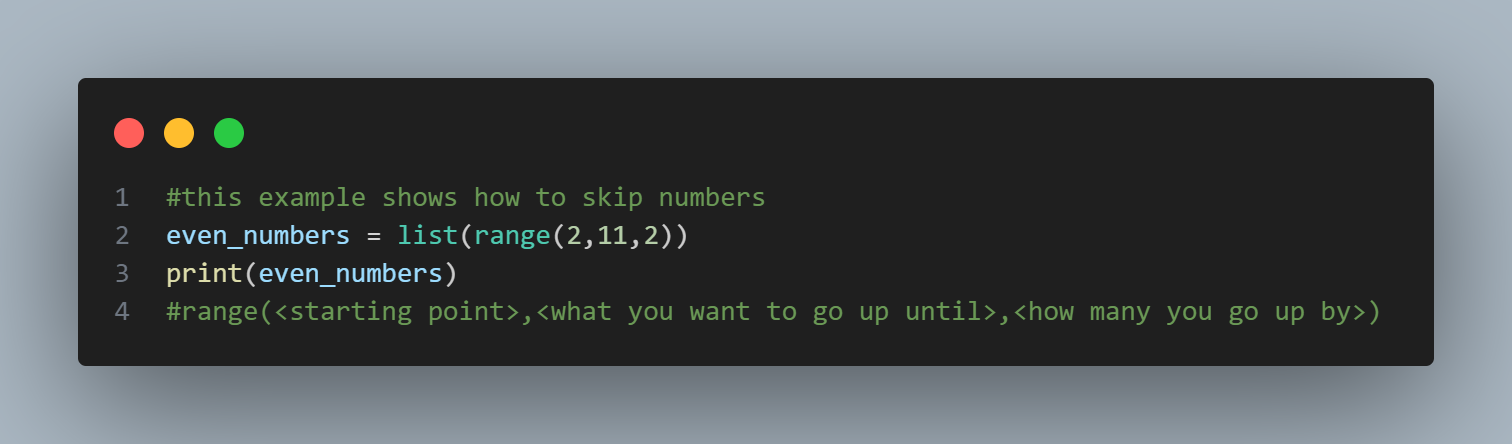 1 #this example shows how to skip numbers
2 even_numbers = list(range(2,11,2))
3 print(even_numbers)
4 #range(<starting point>,<what you want to go up until>,<how many you go up by>)